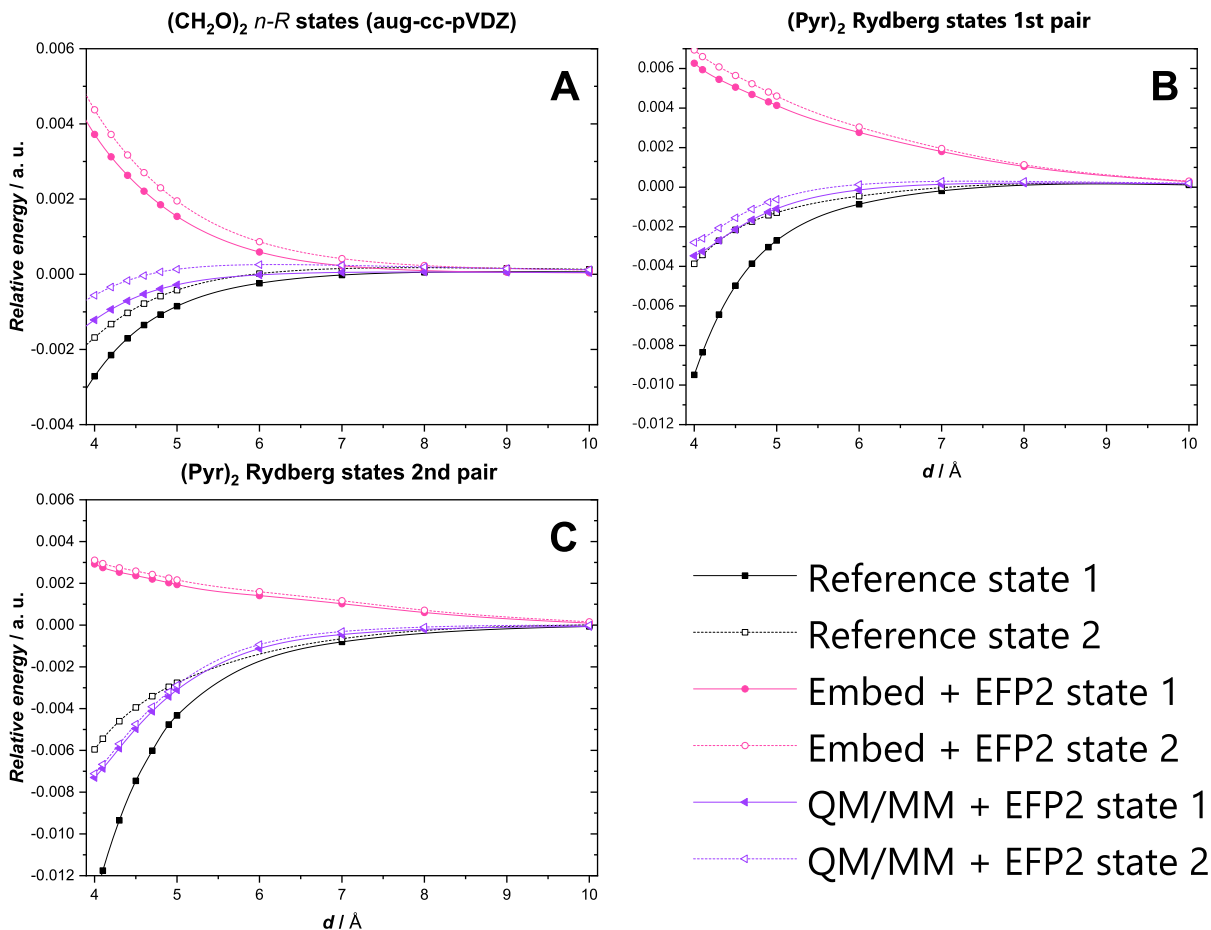 (CH₂O)₂ n-R states (aug-cc-pVDZ)
A
0.006
0.004
0.002
0.000
-0.002
-0.004
4 5 6 7 8 9 10
Relative energy / a. u.
(Pyr)₂ Rydberg states 1st pair
B
0.006
0.004
0.002
0.000
-0.002
-0.004
-0.006
-0.008
-0.010
-0.012
4 5 6 7 8 9 10
d / Å
(Pyr)₂ Rydberg states 2nd pair
C
0.006
0.004
0.002
0.000
-0.002
-0.004
-0.006
-0.008
-0.010
-0.012
4 5 6 7 8 9 10
Relative energy / a. u.
d / Å
Reference state 1
Reference state 2
Embed + EFP2 state 1
Embed + EFP2 state 2
QM/MM + EFP2 state 1
QM/MM + EFP2 state 2